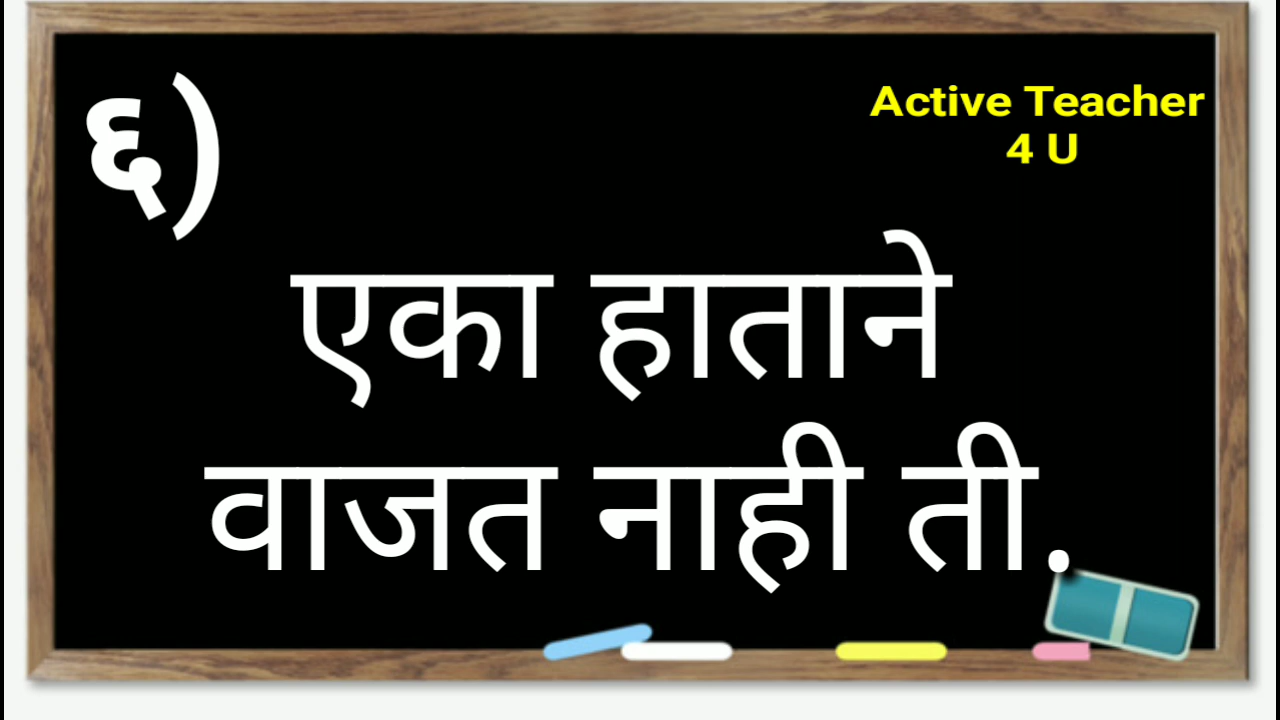 ६)
Active Teacher
4 U
एका हाताने
वाजत नाही ती.